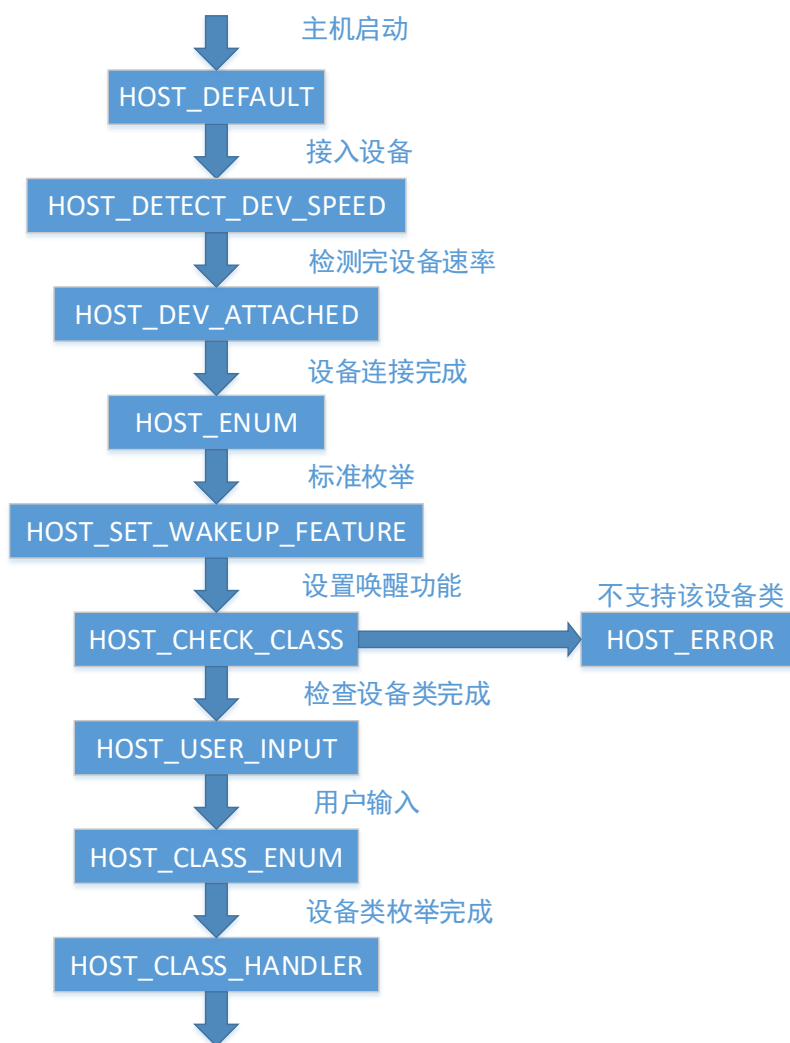 主机启动
HOST_DEFAULT
接入设备
HOST_DETECT_DEV_SPEED
检测完设备速率
HOST_DEV_ATTACHED
设备连接完成
HOST_ENUM
标准枚举
HOST_SET_WAKEUP_FEATURE
设置唤醒功能
不支持该设备类
HOST_CHECK_CLASS
HOST_ERROR
检查设备类完成
HOST_USER_INPUT
用户输入
HOST_CLASS_ENUM
设备类枚举完成
HOST_CLASS_HANDLER